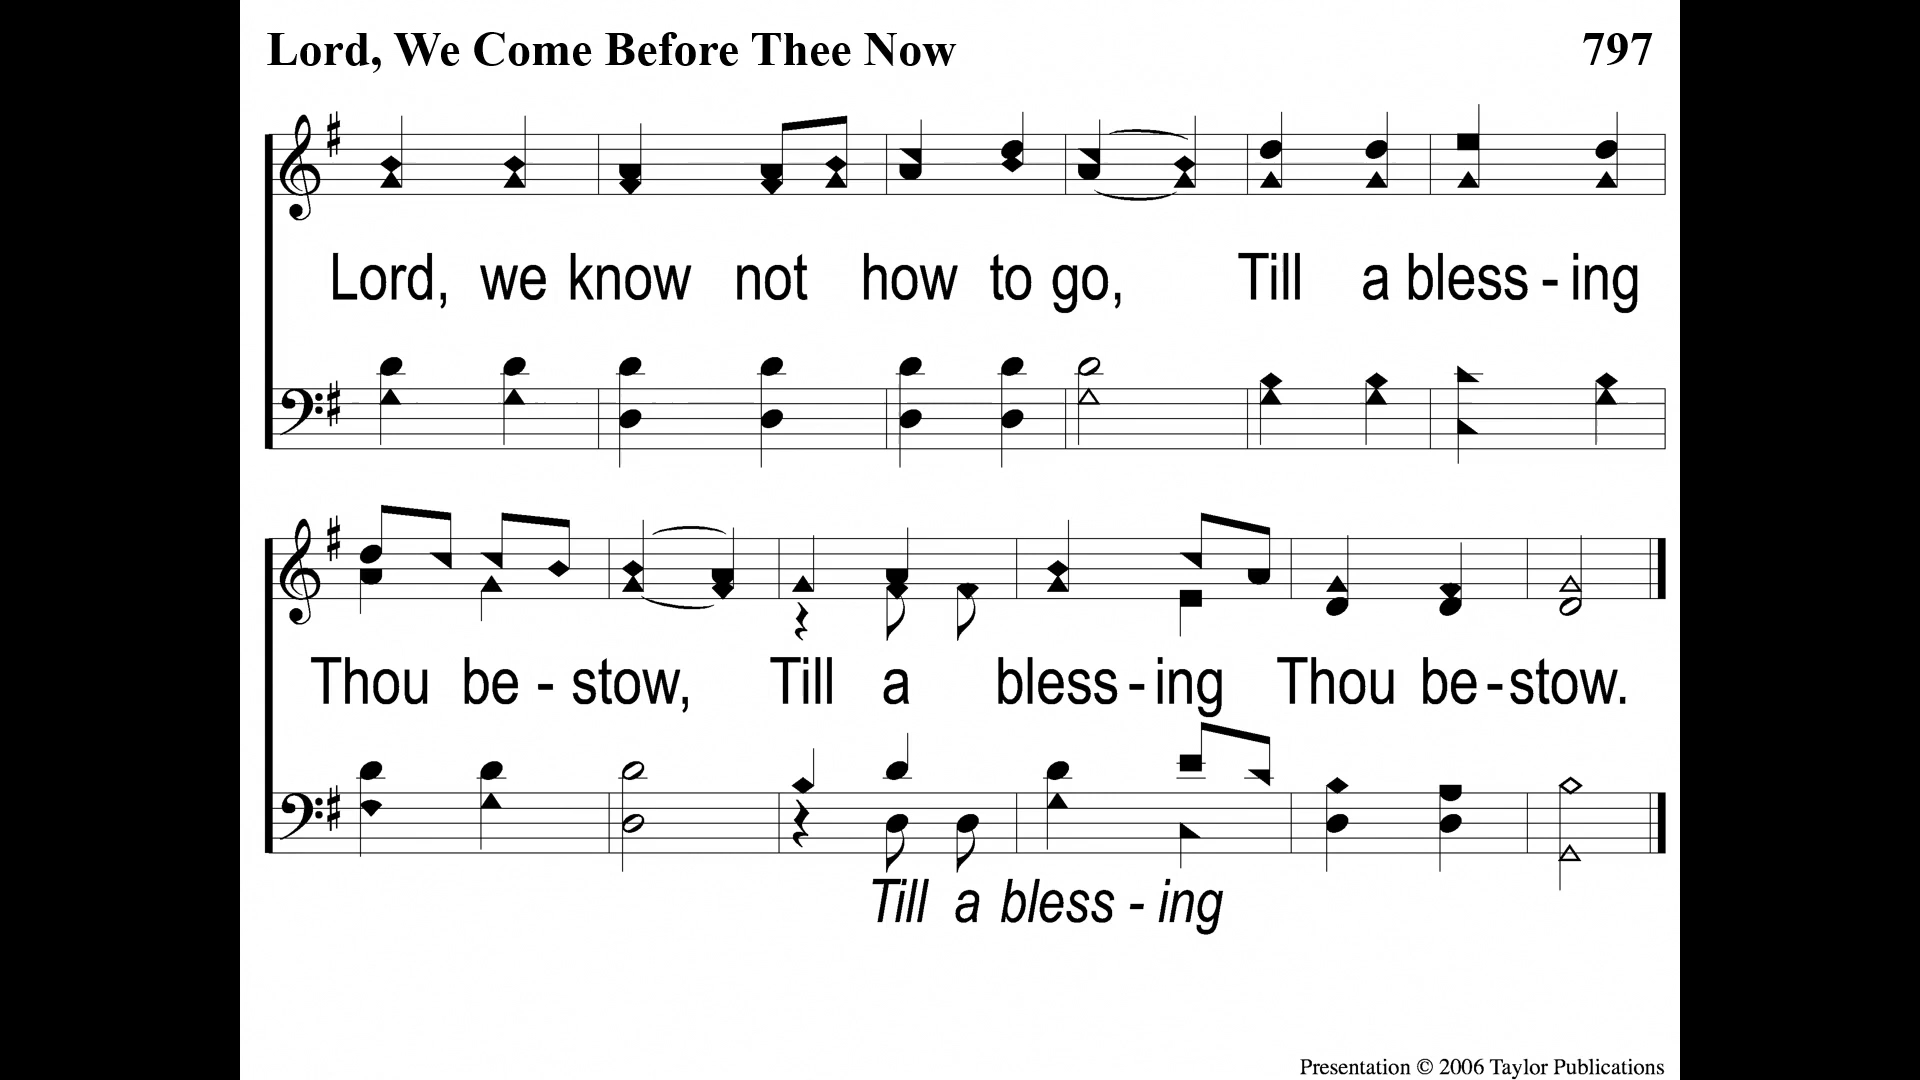 Lord, We Come Before Thee Now 797
Lord, we know not how to go, Till a bless - ing
Thou be - stow, Till a bless - ing Thou be - stow.
Till a bless - ing
Presentation © 2006 Taylor Publications